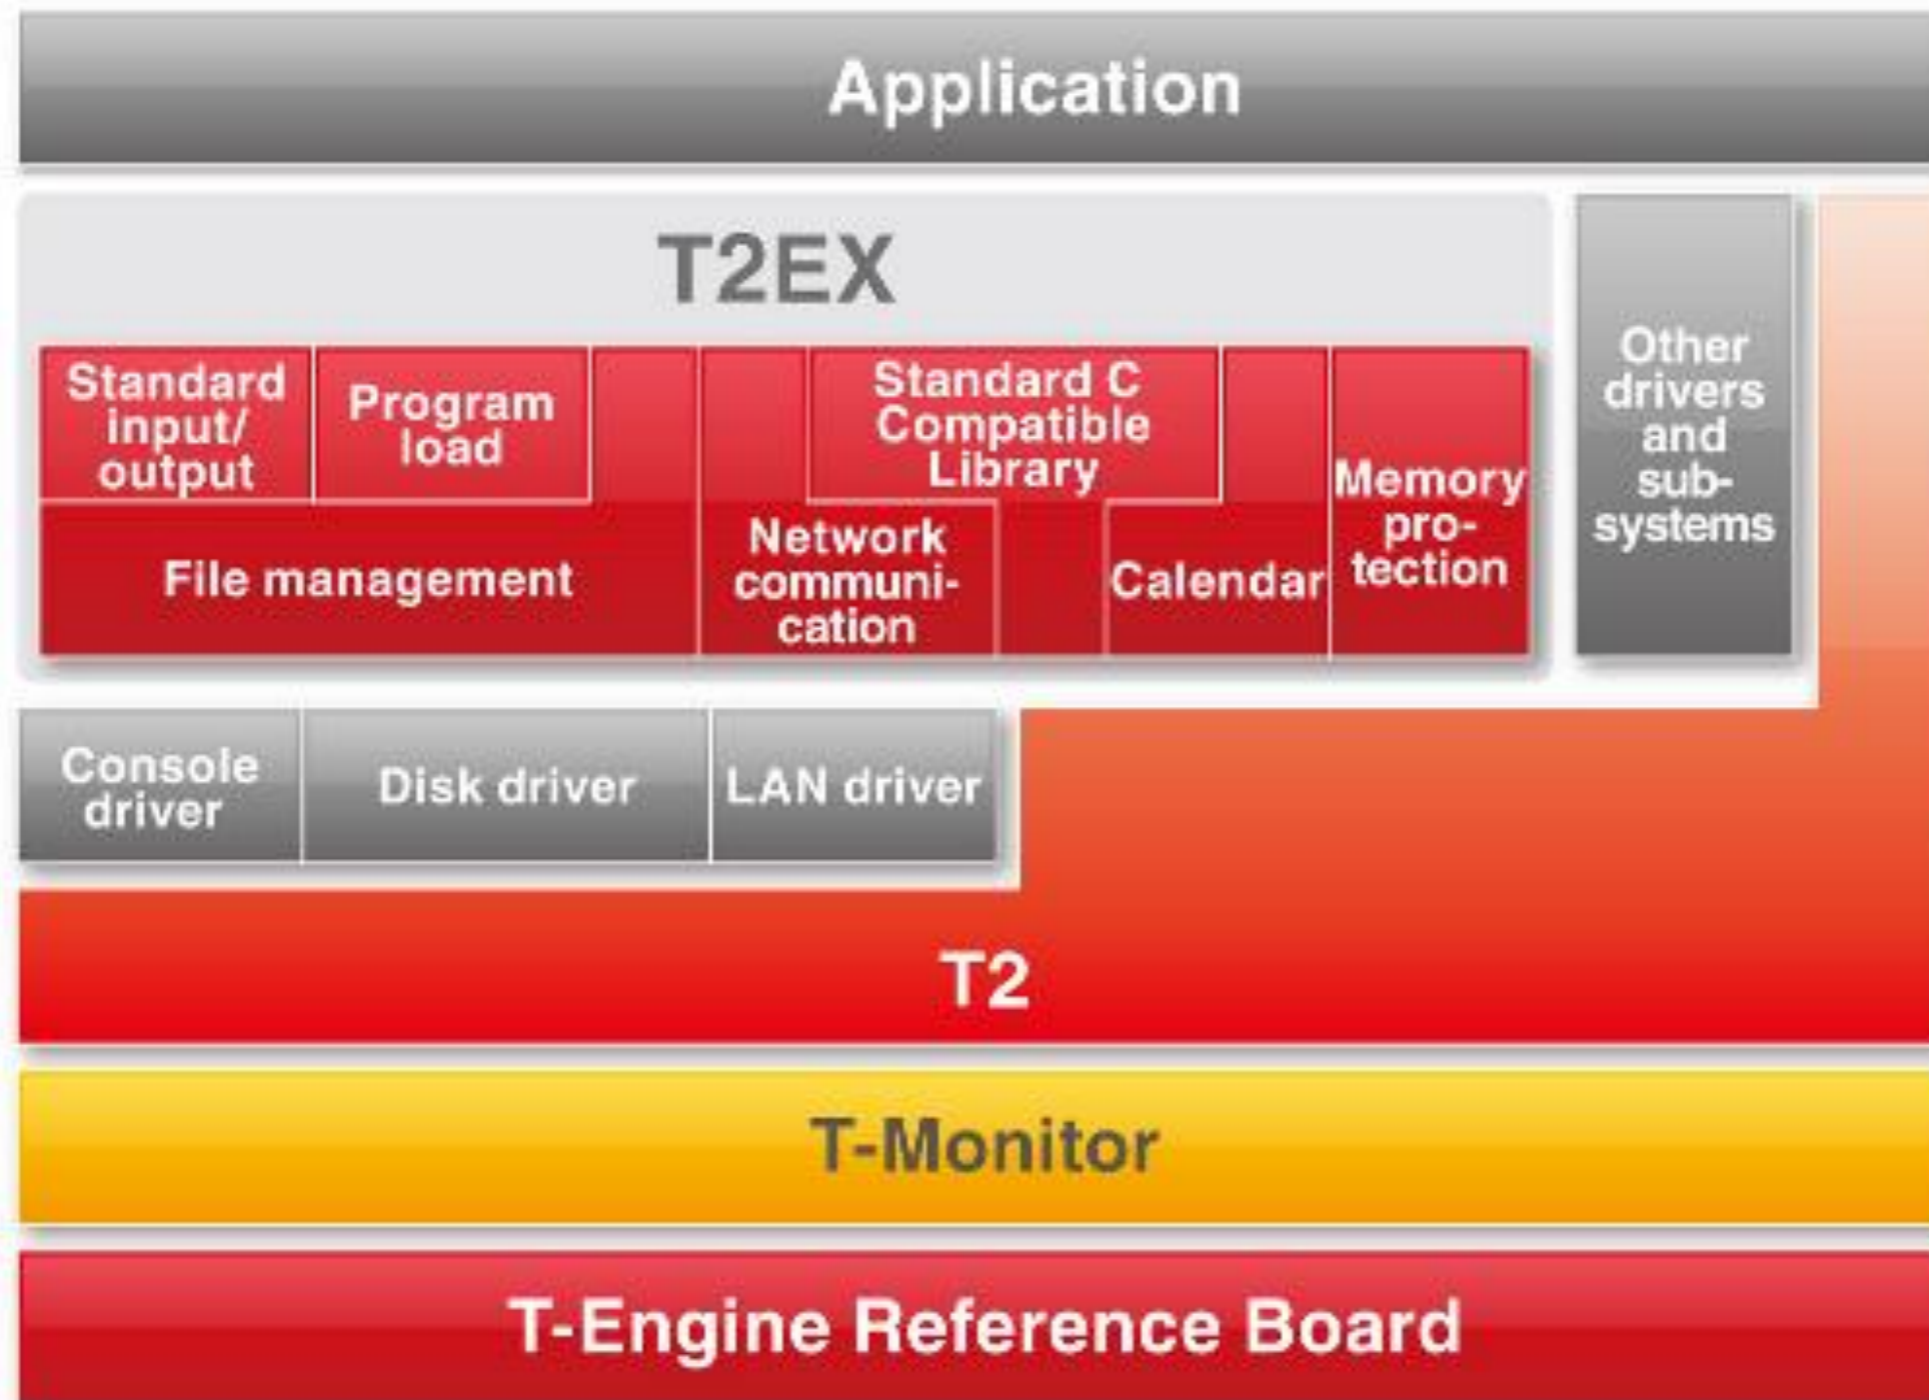 Application
T2EX
Standard
input/
output
Program
load
Standard C
Compatible
Library
Memory
pro-
tection
Other
drivers
and
sub-
systems
File management
Network
communi-
cation
Calendar
Console
driver
Disk driver
LAN driver
T2
T-Monitor
T-Engine Reference Board